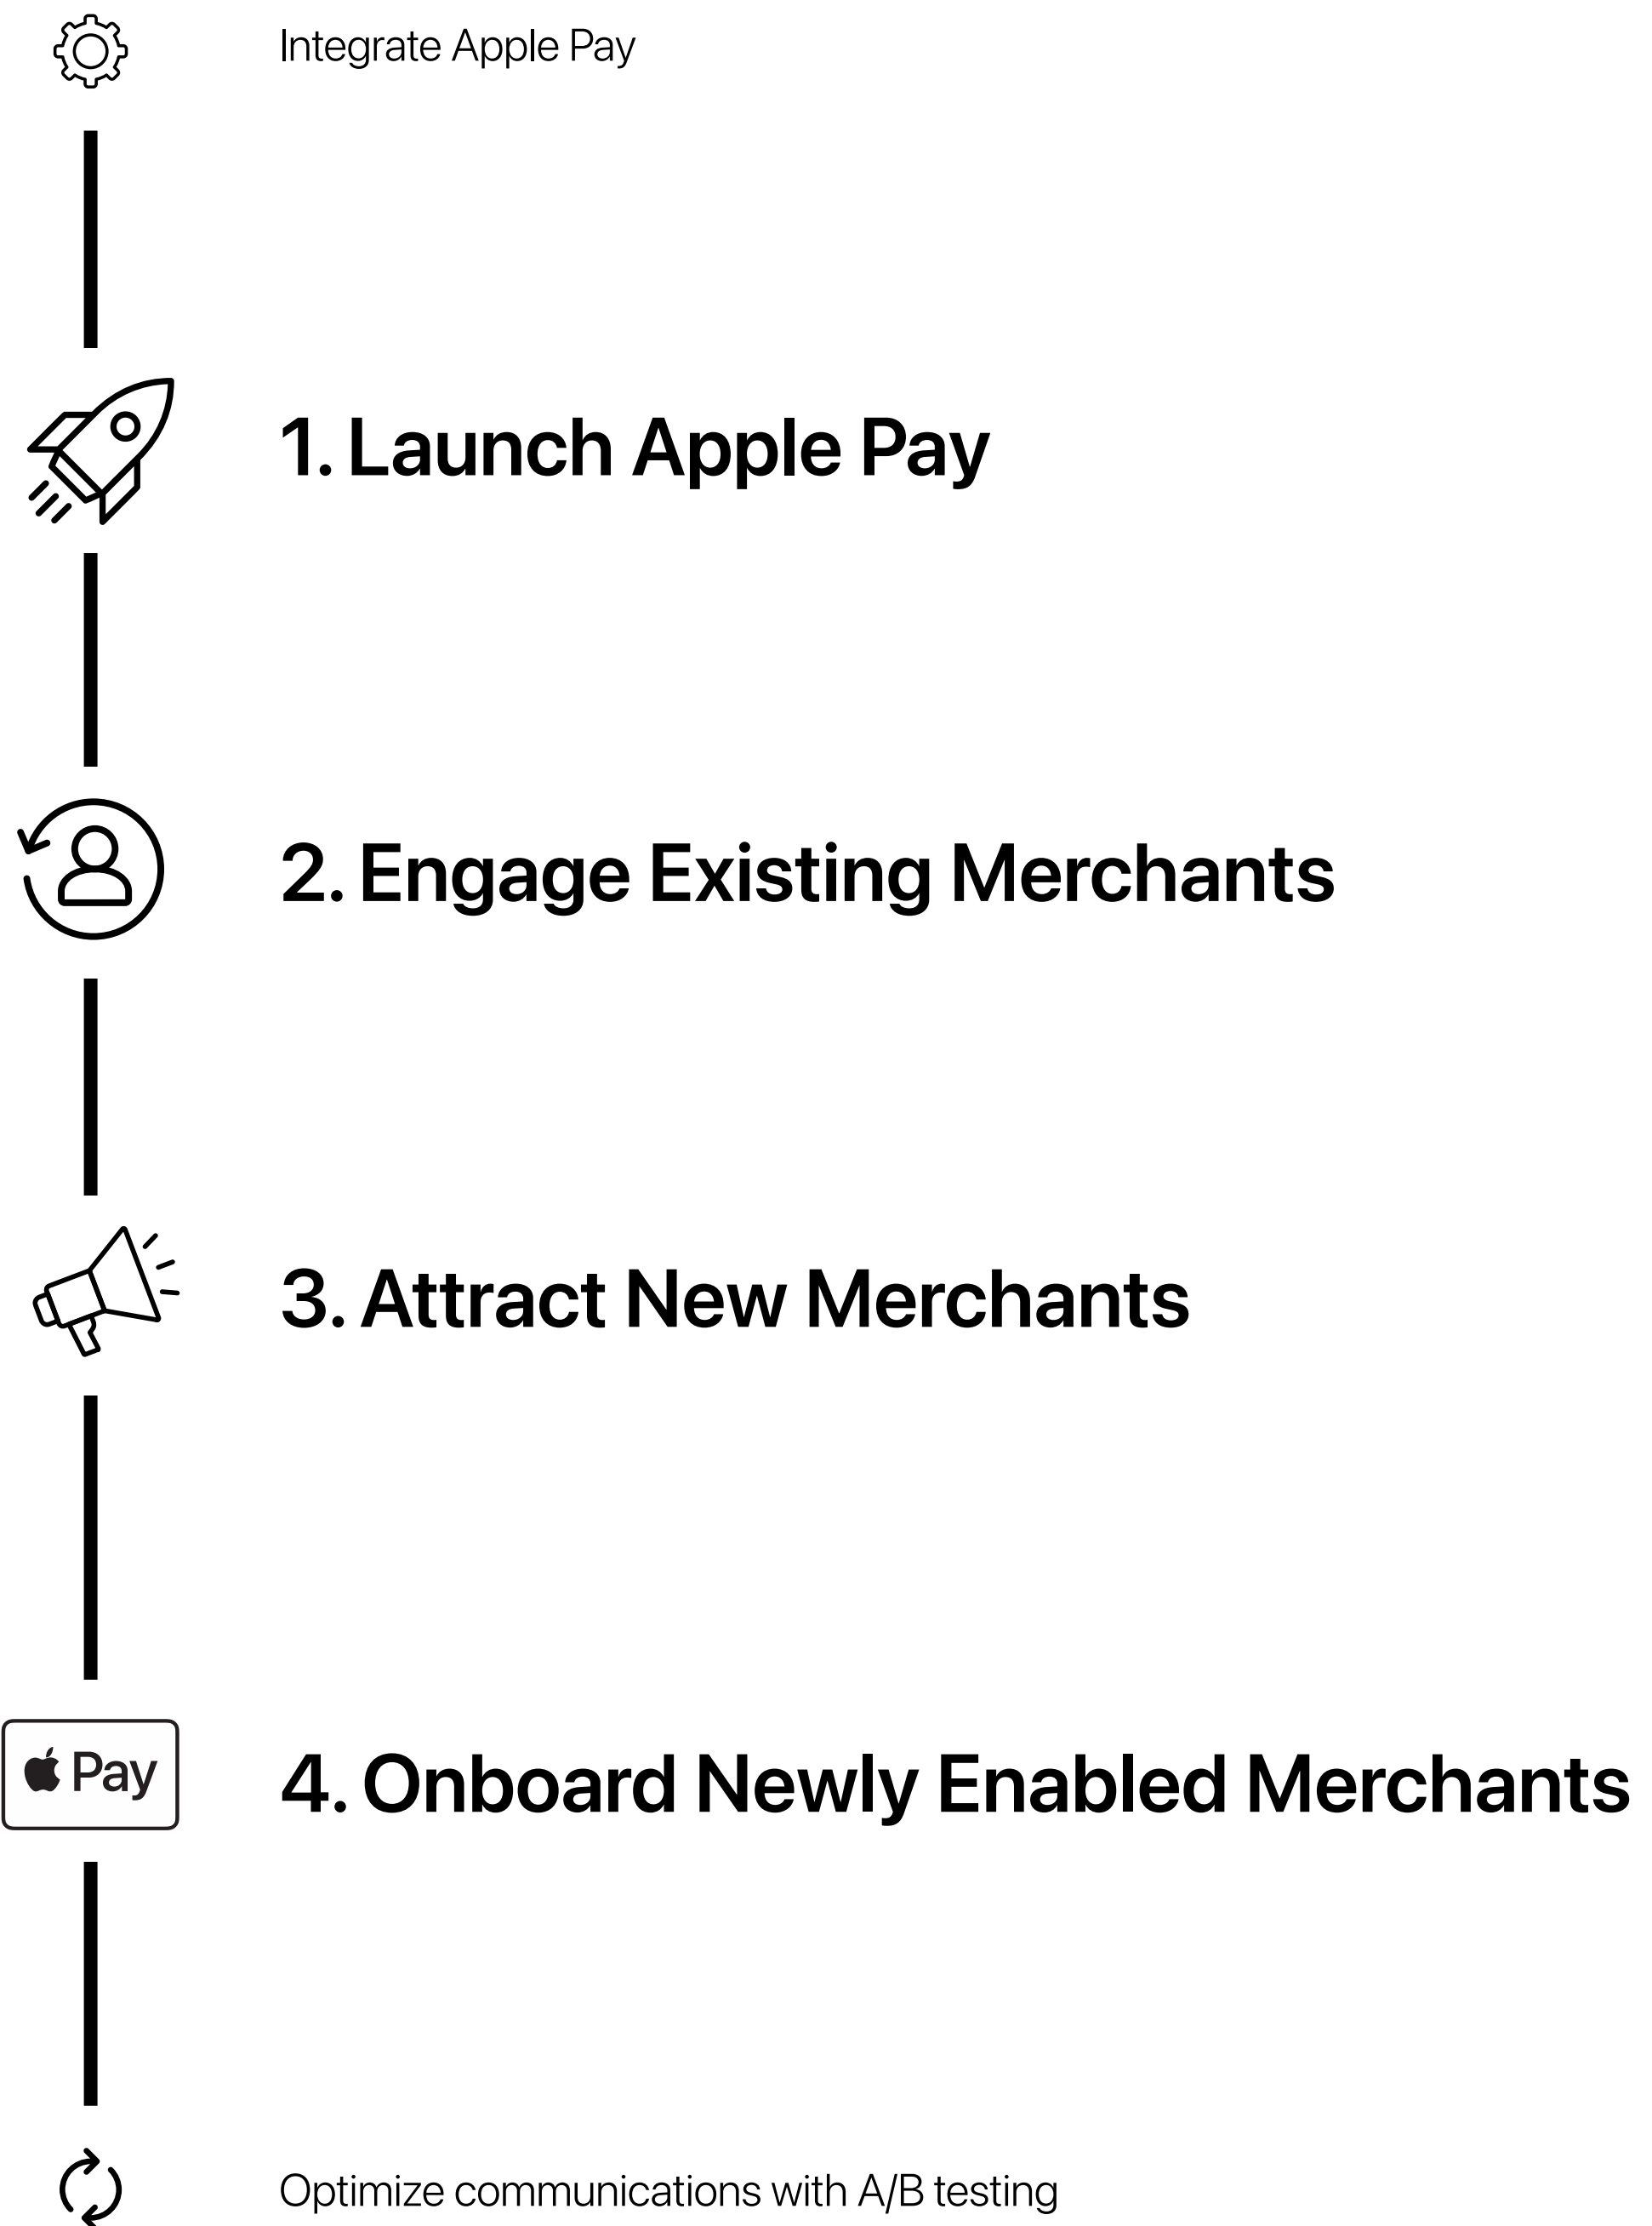 Integrate Apple Pay
1. Launch Apple Pay
2. Engage Existing Merchants
3. Attract New Merchants
Pay
4. Onboard Newly Enabled Merchants
Optimize communications with A/B testing